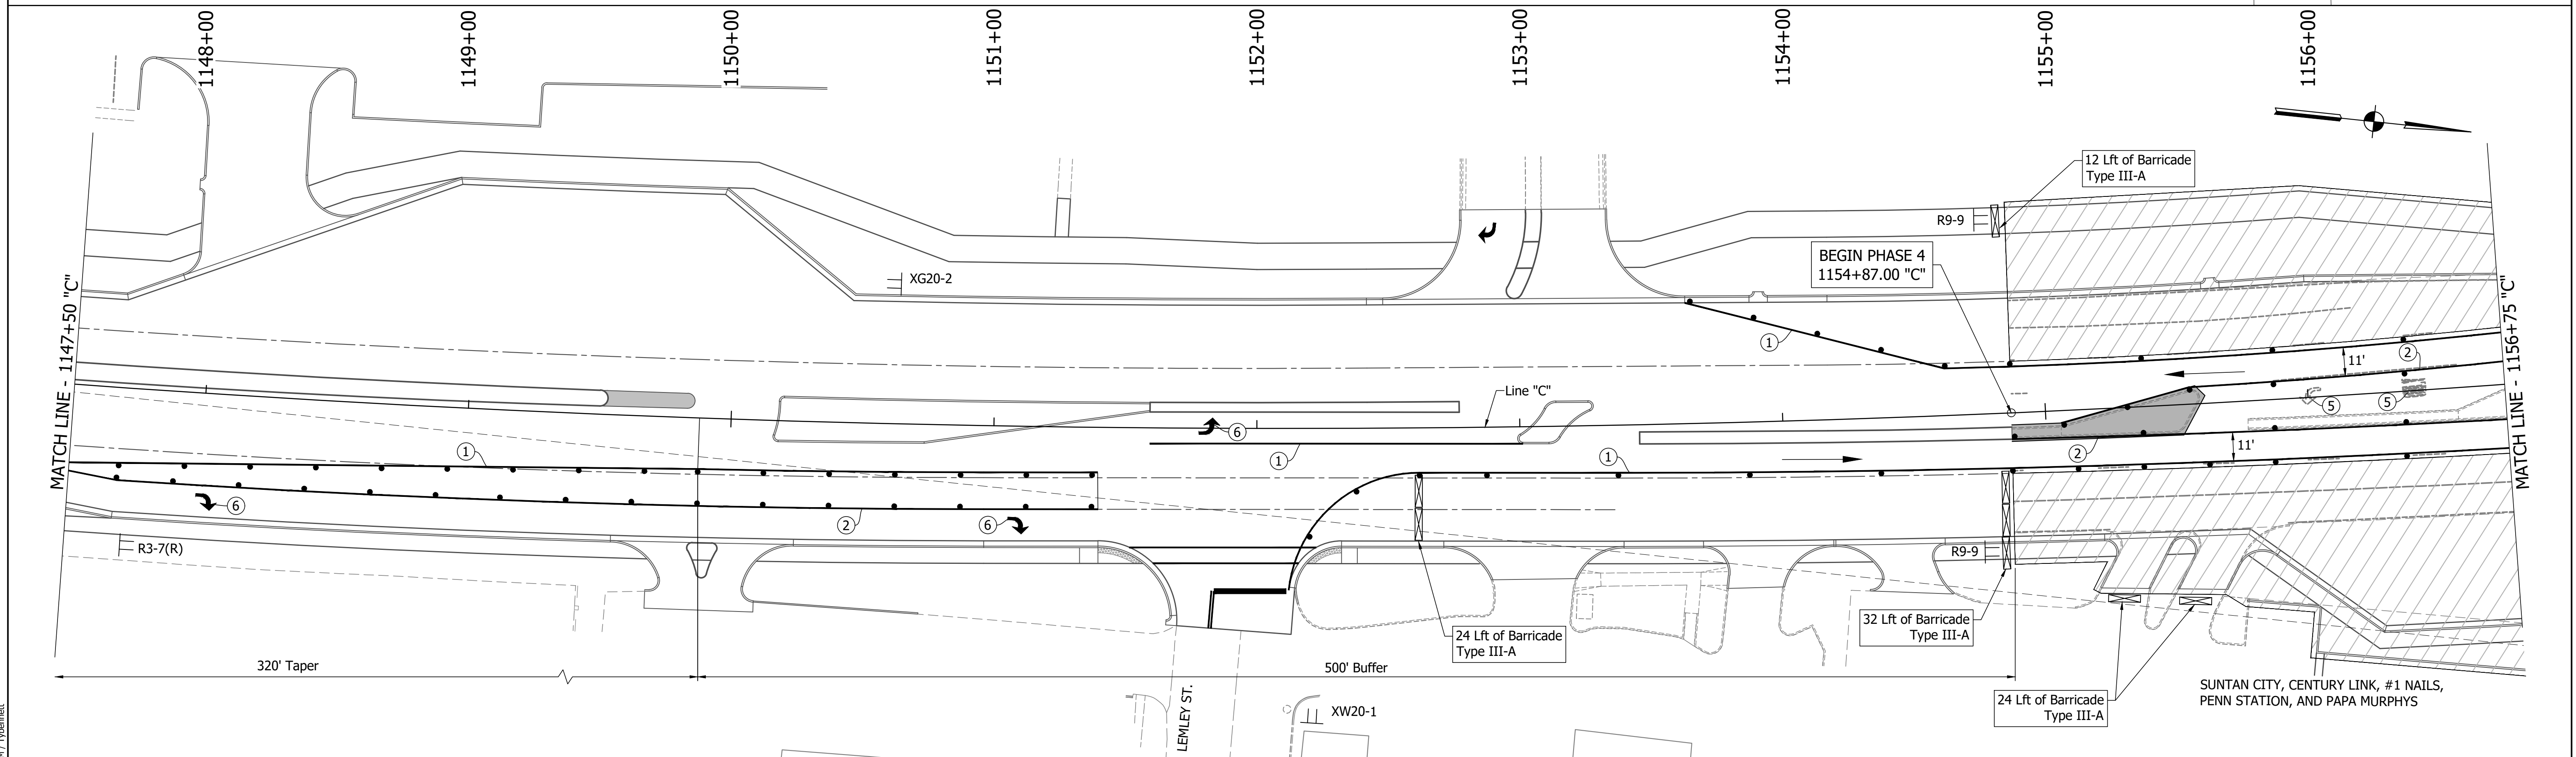 1148+00
1149+00
1150+00
1151+00
1152+00
1153+00
1154+00
1155+00
1156+00
12 Lft of Barricade
Type III-A
R9-9
BEGIN PHASE 4
1154+87.00 "C"
XG20-2
MATCH LINE - 1147+50 "C"
MATCH LINE - 1156+75 "C"
1
2
11'
Line "C"
5
5
6
1
1
1
2
11'
6
2
6
R3-7(R)
R9-9
24 Lft of Barricade
Type III-A
32 Lft of Barricade
Type III-A
320' Taper
500' Buffer
24 Lft of Barricade
Type III-A
SUNTAN CITY, CENTURY LINK, #1 NAILS,
PENN STATION, AND PAPA MURPHYS
LEMLEY ST.
XW20-1